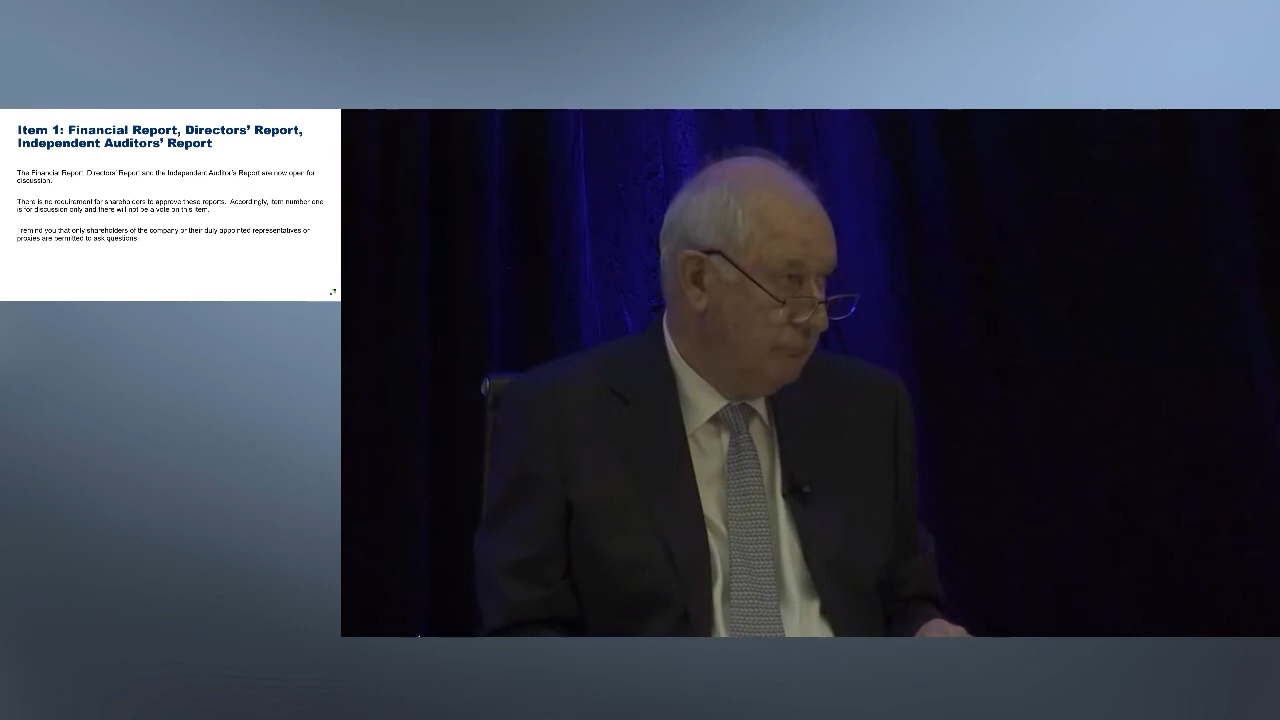 Item 1: Financial Report, Directors' Report,
Independent Auditors' Report
The Financial Report, Directors' Report and the Independent Auditor's Report are now open for
discussion.
There is no requirement for shareholders to approve these reports. Accordingly, item number one
is for discussion only and there will not be a vote on this item.
I remind you that only shareholders of the company or their duly appointed representatives or
proxies are permitted to ask questions.